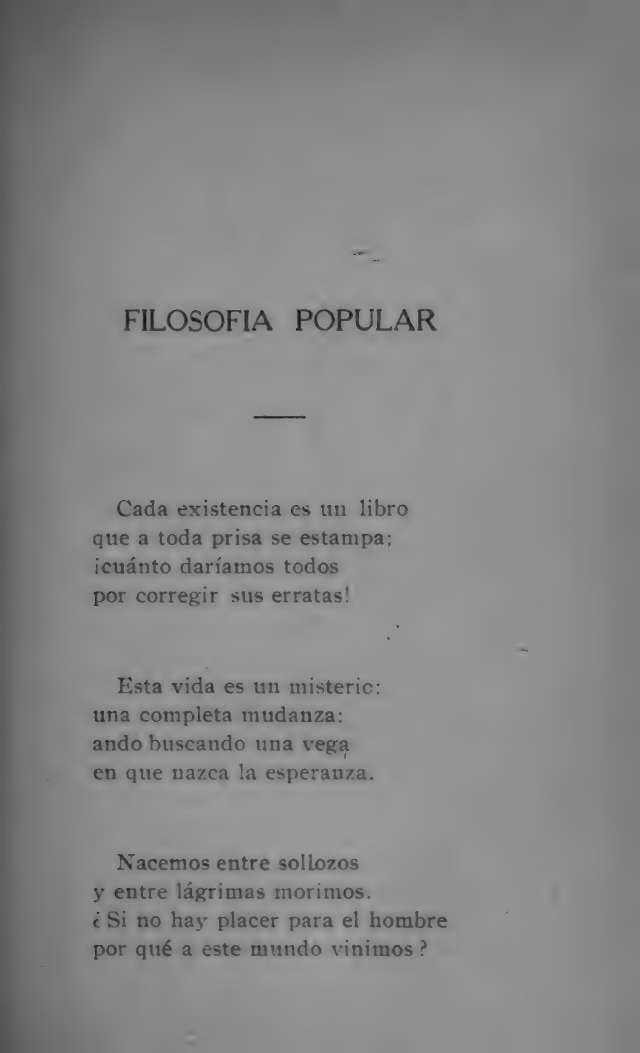 FILOSOFIA POPULAR
Cada existencia es un libro
que a toda prisa se estampa;
¡cuánto daríamos todos
por corregir sus erratas!
Esta vida es un misteric:
una completa mudanza:
ando buscando una vega
en que nazca la esperanza.
Nacemos entre sollozos
y entre lágrimas morimos.
¿Si no hay placer para el hombre
por qué a este mundo vinimos?